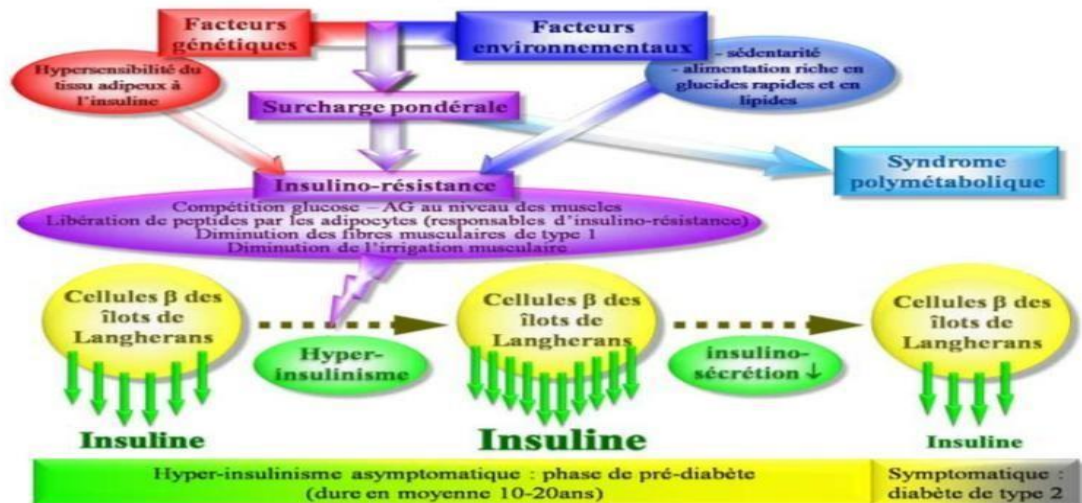 Facteurs
génétiques
Facteurs
environnementaux
Hypersensibilité du
tissu adipeux à
l'insuline
- sédentarité
- alimentation riche en
glucides rapides et en
lipides
Surcharge pondérale
Syndrome
polymétabolique
Insulino-résistance
Compétition glucose – AG au niveau des muscles
Libération de peptides par les adipocytes (responsables d'insulino-résistance)
Diminution des fibres musculaires de type 1
Diminution de l'irrigation musculaire
Cellules β des
îlots de
Langherans
Hyper-
insulinisme
Cellules β des
îlots de
Langherans
insulino-
sécrétion ↓
Cellules β des
îlots de
Langherans
Insuline
Insuline
Insuline
Hyper-insulinisme asymptomatique : phase de pré-diabète
(dure en moyenne 10-20ans)
Symptomatique :
diabète de type 2